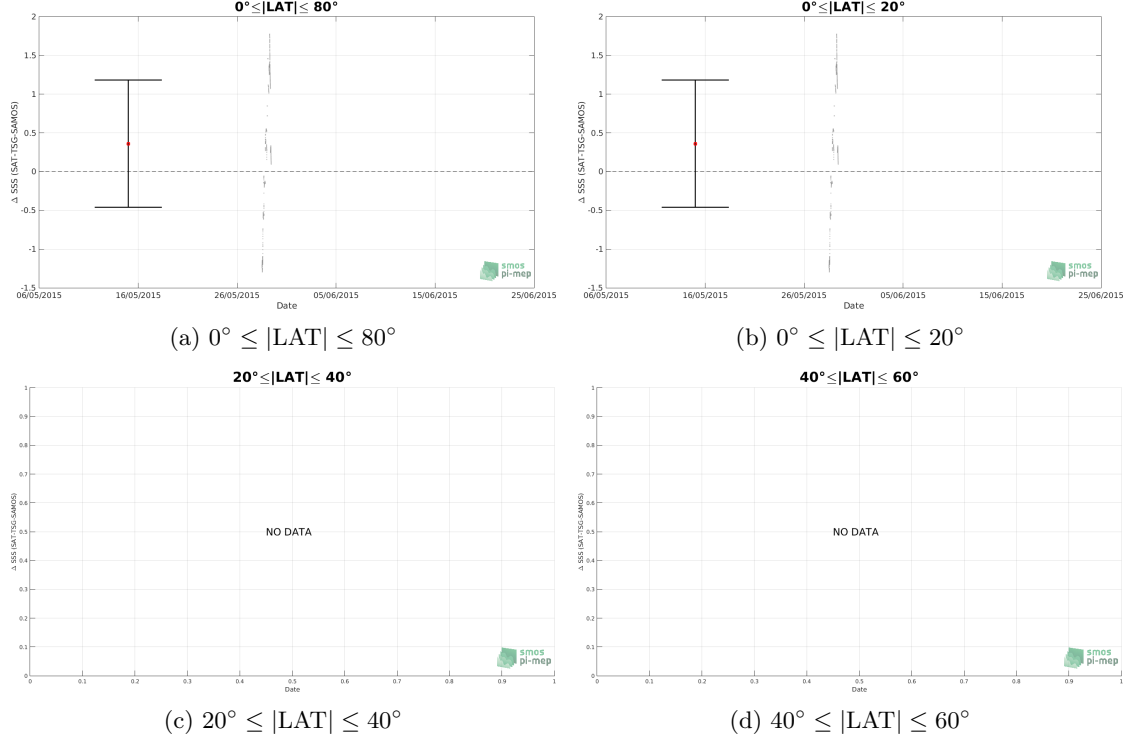 0°≤|LAT|≤ 80°
2
1.5
1
0.5
0
-0.5
-1
-1.5
Δ SSS (SAT-TSG-SAMOS)
06/05/2015 16/05/2015 26/05/2015 05/06/2015 15/06/2015 25/06/2015
Date
smos
pi-mep
(a) 0° ≤ |LAT| ≤ 80°
0°≤|LAT|≤ 20°
2
1.5
1
0.5
0
-0.5
-1
-1.5
Δ SSS (SAT-TSG-SAMOS)
06/05/2015 16/05/2015 26/05/2015 05/06/2015 15/06/2015 25/06/2015
Date
smos
pi-mep
(b) 0° ≤ |LAT| ≤ 20°
20°≤|LAT|≤ 40°
1
0.9
0.8
0.7
0.6
0.5
0.4
0.3
0.2
0.1
0
Δ SSS (SAT-TSG-SAMOS)
NO DATA
0 0.1 0.2 0.3 0.4 0.5 0.6 0.7 0.8 0.9 1
Date
smos
pi-mep
(c) 20° ≤ |LAT| ≤ 40°
40°≤|LAT|≤ 60°
1
0.9
0.8
0.7
0.6
0.5
0.4
0.3
0.2
0.1
0
Δ SSS (SAT-TSG-SAMOS)
NO DATA
0 0.1 0.2 0.3 0.4 0.5 0.6 0.7 0.8 0.9 1
Date
smos
pi-mep
(d) 40° ≤ |LAT| ≤ 60°